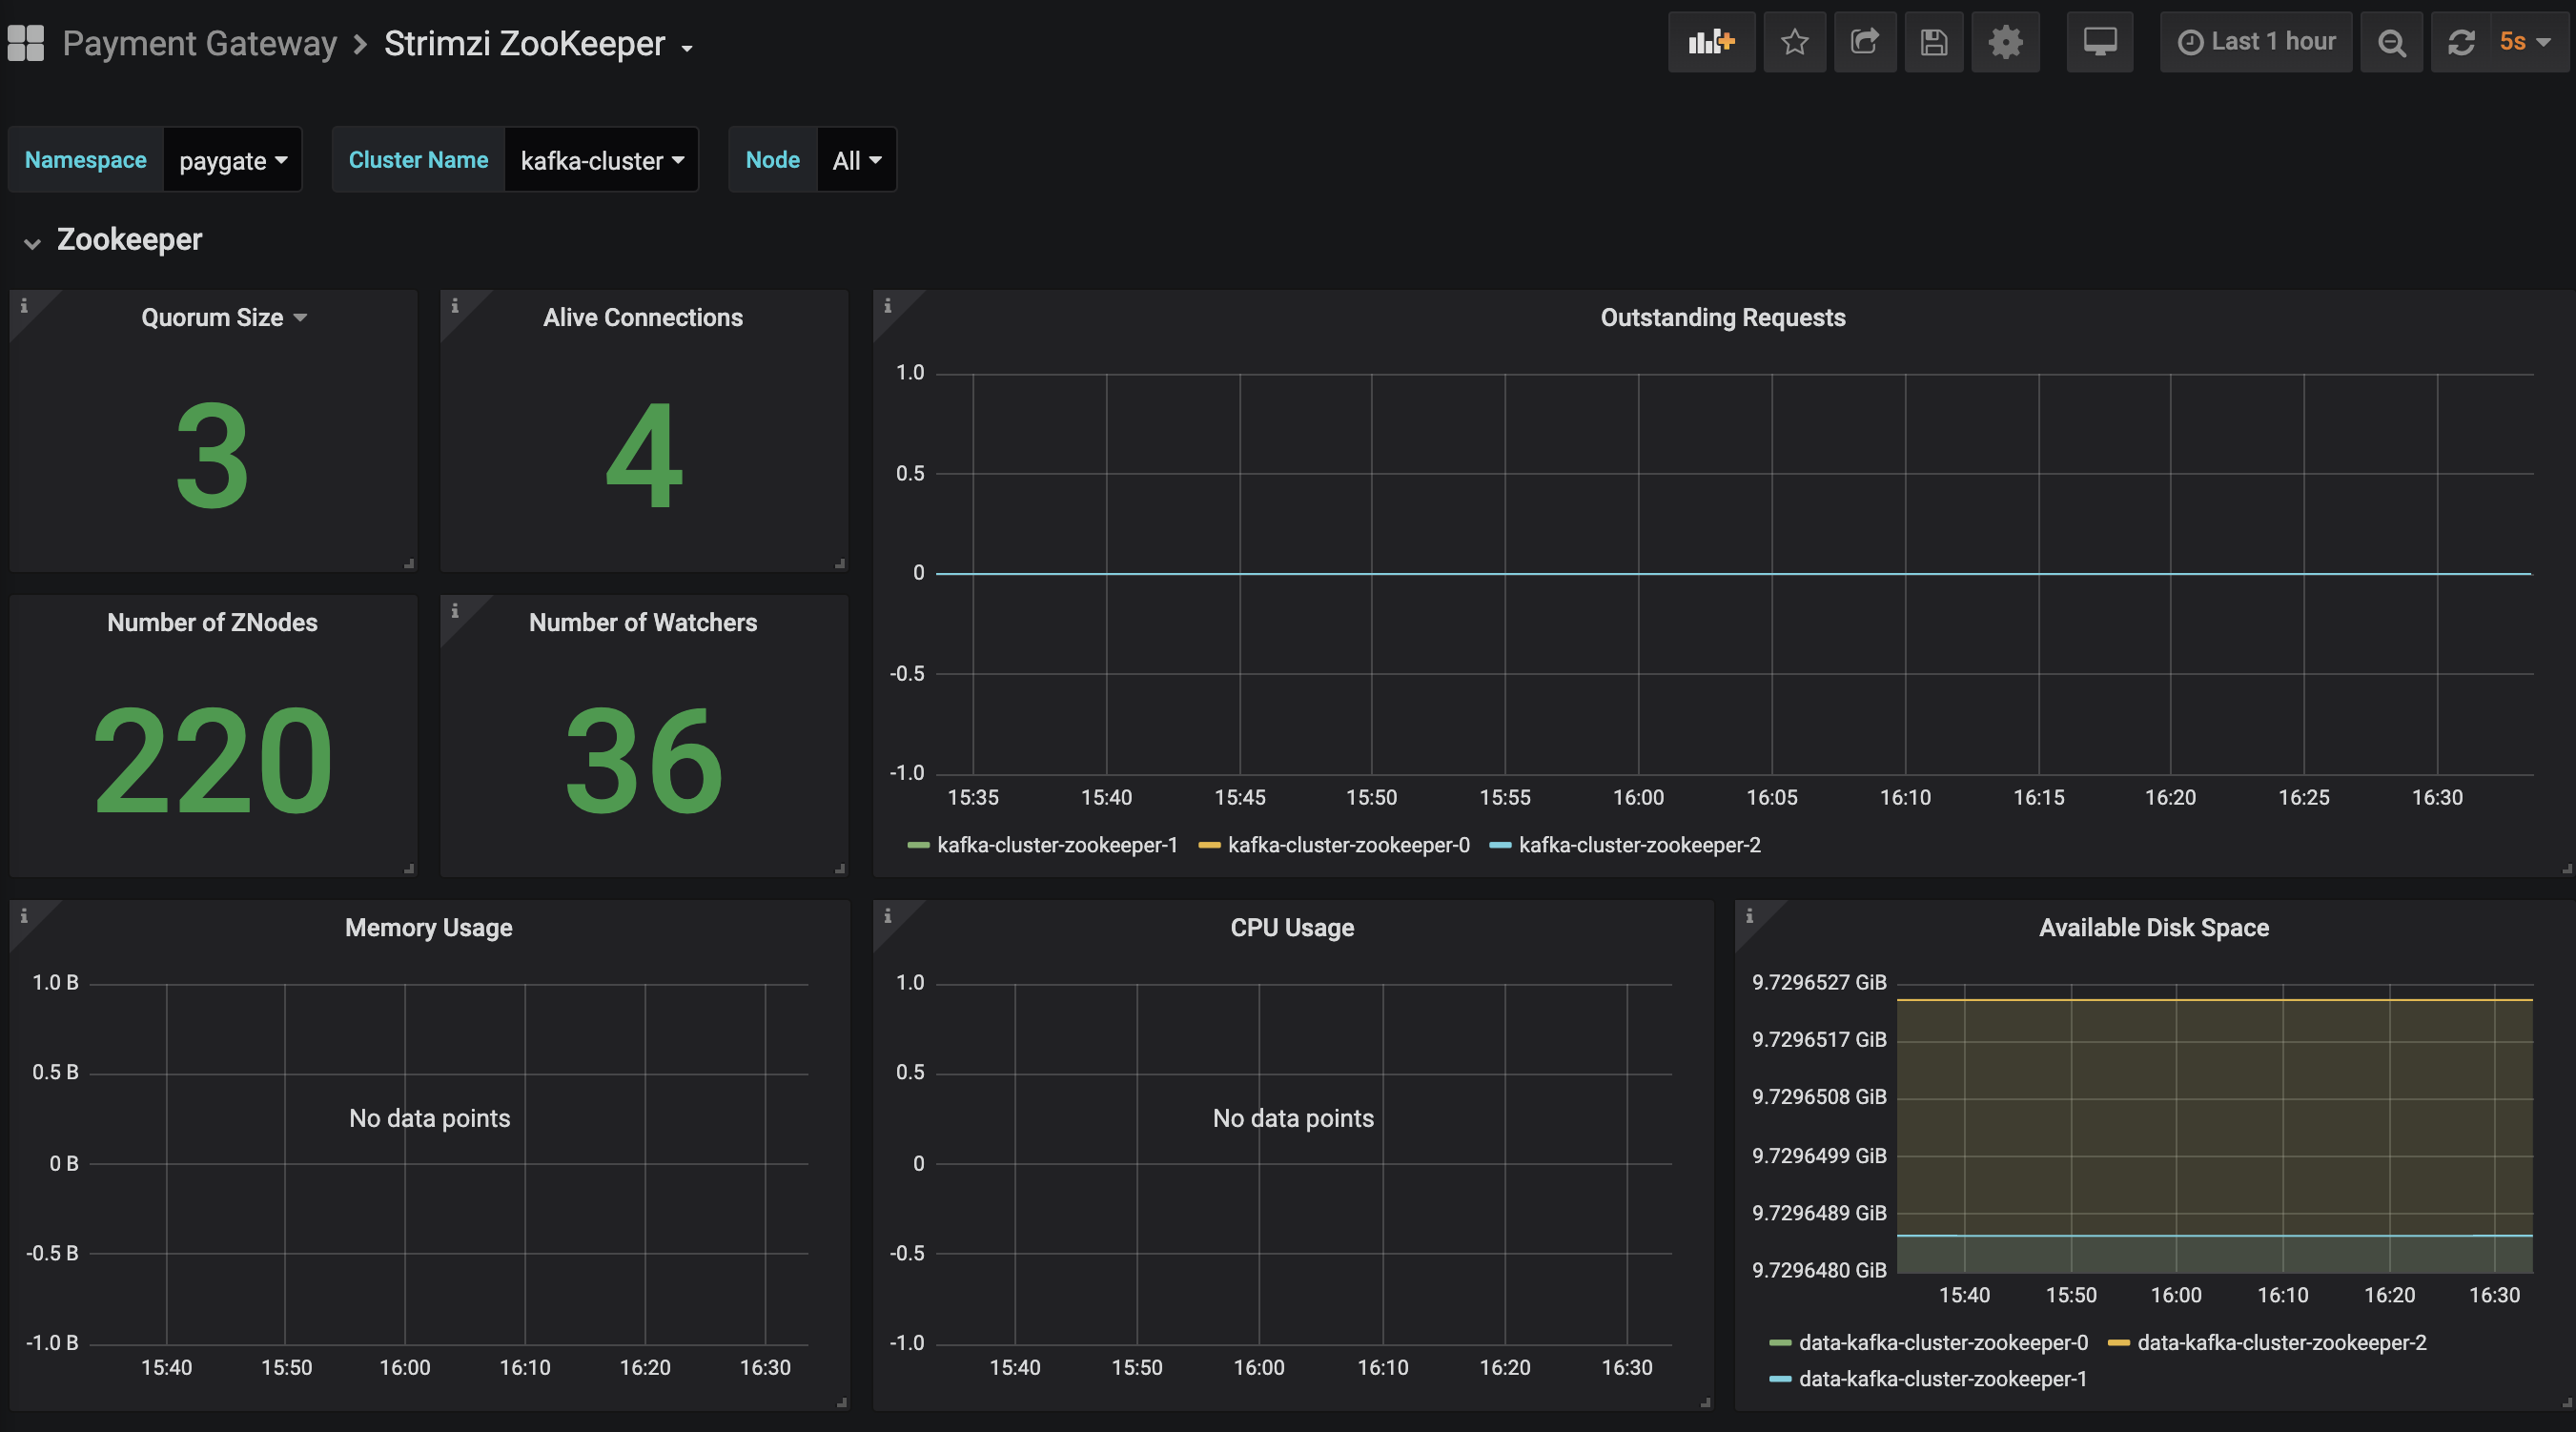 Payment Gateway > Strimzi ZooKeeper
Last 1 hour
5s
Namespace paygate
Cluster Name kafka-cluster
Node All
Zookeeper
Quorum Size
3
Alive Connections
4
Number of ZNodes
220
Number of Watchers
36
Outstanding Requests
1.0
0.5
0
-0.5
-1.0
15:35 15:40 15:45 15:50 15:55 16:00 16:05 16:10 16:15 16:20 16:25 16:30
kafka-cluster-zookeeper-1 kafka-cluster-zookeeper-0 kafka-cluster-zookeeper-2
Memory Usage
1.0 B
0.5 B
No data points
0 B
-0.5 B
-1.0 B
15:40 15:50 16:00 16:10 16:20 16:30
CPU Usage
1.0
0.5
No data points
0
-0.5
-1.0
15:40 15:50 16:00 16:10 16:20 16:30
Available Disk Space
9.7296527 GiB
9.7296517 GiB
9.7296508 GiB
9.7296499 GiB
9.7296489 GiB
9.7296480 GiB
15:40 15:50 16:00 16:10 16:20 16:30
data-kafka-cluster-zookeeper-0 data-kafka-cluster-zookeeper-2
data-kafka-cluster-zookeeper-1